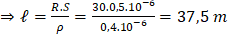 ⇒ ℓ = R.S/ρ = 30.0,5.10⁻⁶/0,4.10⁻⁶ = 37,5 m